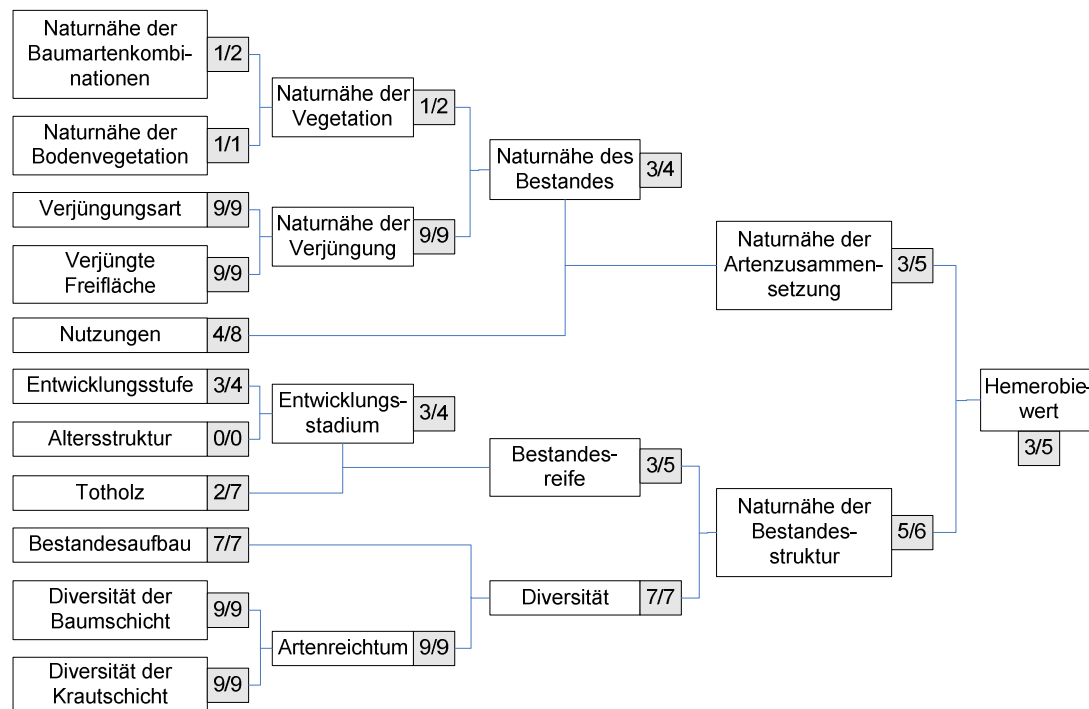 Naturnähe der
Baumartenkombi-
nationen
1/2
Naturnähe der
Bodenvegetation
1/1
Verjüngungsart
9/9
Verjüngte
Freifläche
9/9
Nutzungen
4/8
Entwicklungsstufe
3/4
Altersstruktur
0/0
Totholz
2/7
Bestandesaufbau
7/7
Diversität der
Baumschicht
9/9
Diversität der
Krautschicht
9/9
Naturnähe der
Vegetation
1/2
Naturnähe der
Verjüngung
9/9
Entwicklungs-
stadium
3/4
Artenreichtum
9/9
Naturnähe des
Bestandes
3/4
Bestandes-
reife
3/5
Diversität
7/7
Naturnähe der
Artenzusammen-
setzung
3/5
Naturnähe der
Bestandes-
struktur
5/6
Hemerobie-
wert
3/5